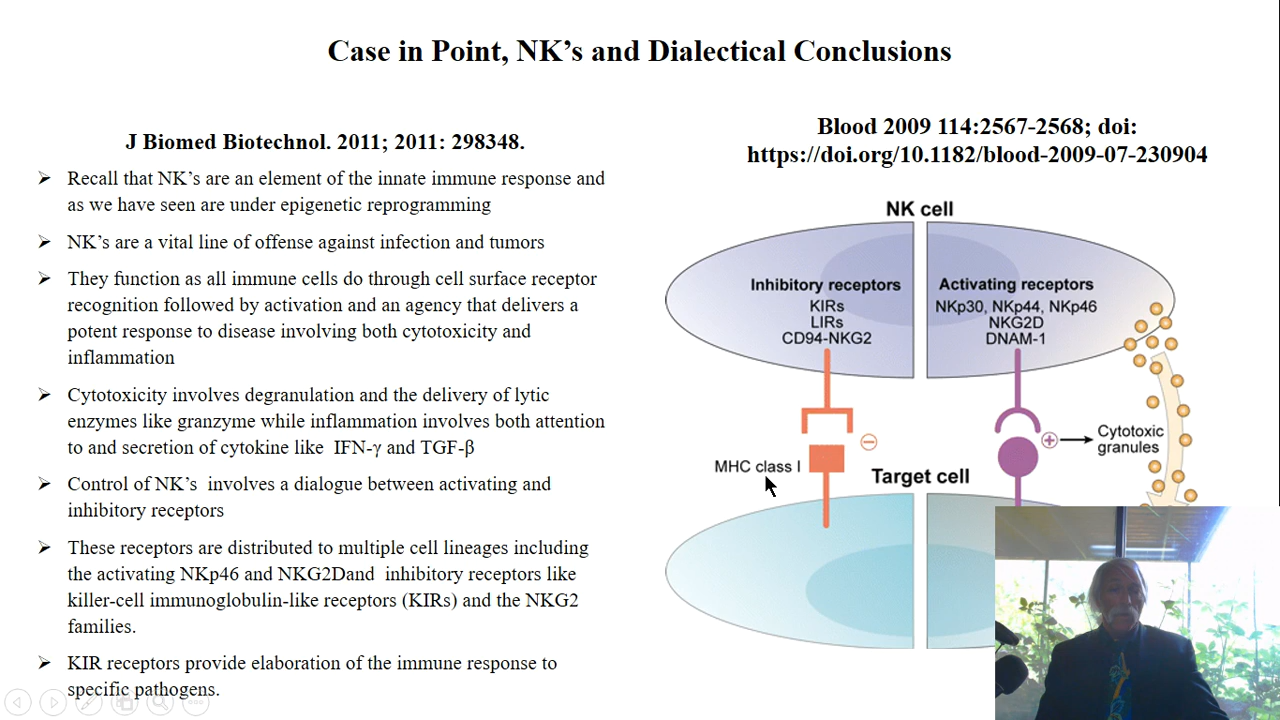 Case in Point, NK’s and Dialectical Conclusions
J Biomed Biotechnol. 2011; 2011: 298348.
Recall that NK’s are an element of the innate immune response and
as we have seen are under epigenetic reprogramming
NK’s are a vital line of offense against infection and tumors
They function as all immune cells do through cell surface receptor
recognition followed by activation and an agency that delivers a
potent response to disease involving both cytotoxicity and
inflammation
Cytotoxicity involves degranulation and the delivery of lytic
enzymes like granzyme while inflammation involves both attention
to and secretion of cytokine like IFN-γ and TGF-β
Control of NK’s involves a dialogue between activating and
inhibitory receptors
These receptors are distributed to multiple cell lineages including
the activating NKp46 and NKG2Dand inhibitory receptors like
killer-cell immunoglobulin-like receptors (KIRs) and the NKG2
families.
KIR receptors provide elaboration of the immune response to
specific pathogens.
Blood 2009 114:2567-2568; doi:
https://doi.org/10.1182/blood-2009-07-230904
NK cell
Inhibitory receptors
KIRs
LIRs
CD94-NKG2
Activating receptors
NKp30, NKp44, NKp46
NKG2D
DNAM-1
Cytotoxic
granules
MHC class I
Target cell